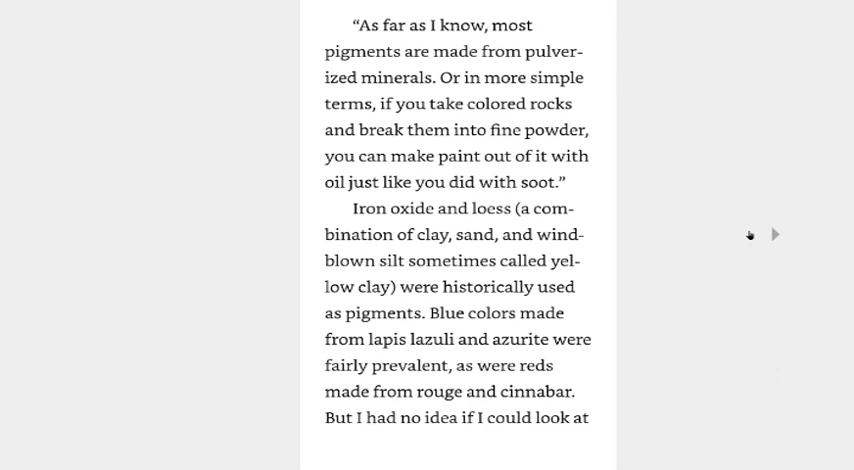 “As far as I know, most
pigments are made from pulver-
ized minerals. Or in more simple
terms, if you take colored rocks
and break them into fine powder,
you can make paint out of it with
oil just like you did with soot.”
Iron oxide and loess (a com-
bination of clay, sand, and wind-
blown silt sometimes called yel-
low clay) were historically used
as pigments. Blue colors made
from lapis lazuli and azurite were
fairly prevalent, as were reds
made from rouge and cinnabar.
But I had no idea if I could look at